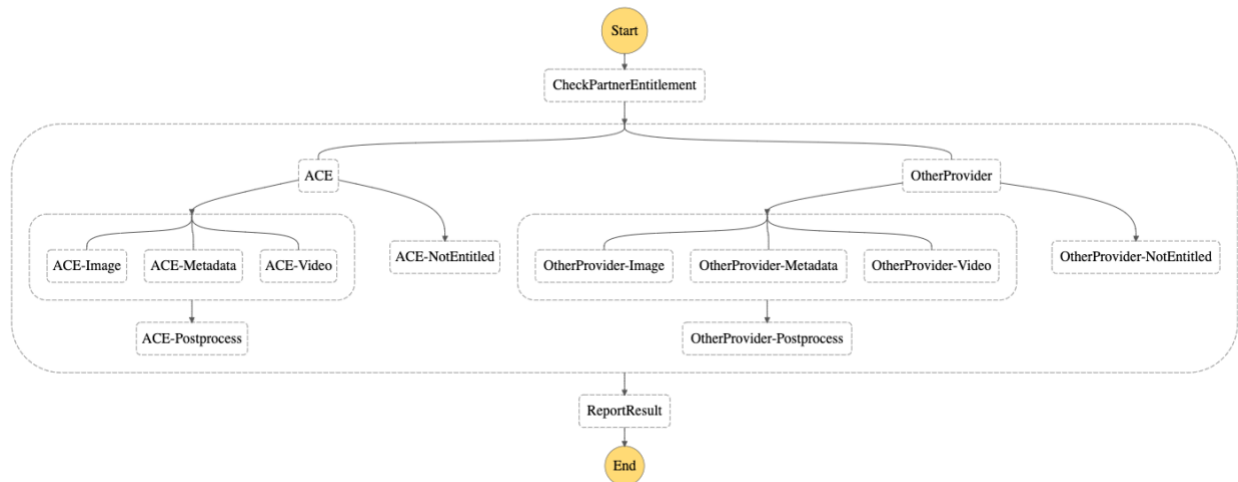 Start
CheckPartnerEntitlement
ACE
OtherProvider
ACE-Image
ACE-Metadata
ACE-Video
ACE-NotEntitled
OtherProvider-Image
OtherProvider-Metadata
OtherProvider-Video
OtherProvider-NotEntitled
ACE-Postprocess
OtherProvider-Postprocess
ReportResult
End